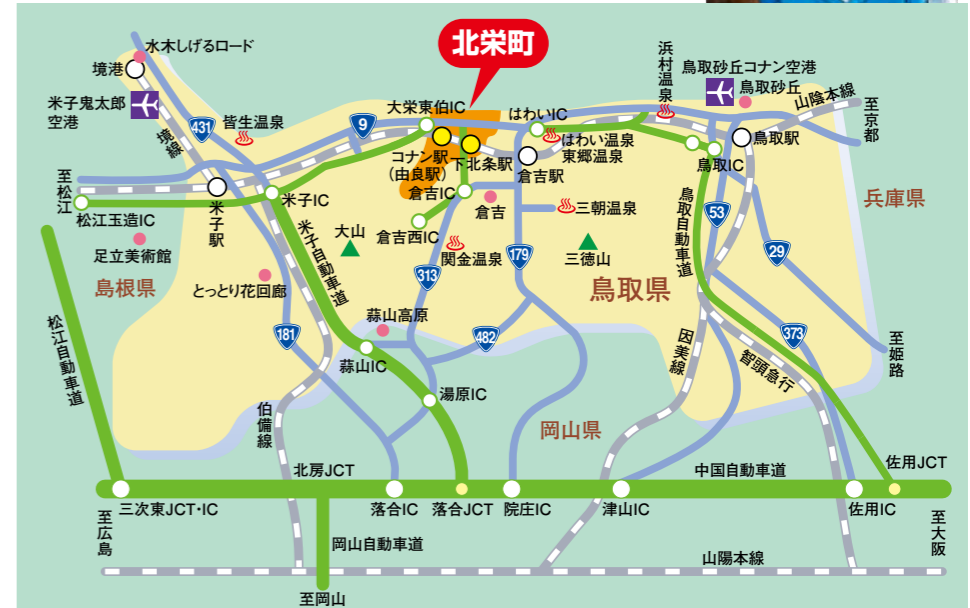 北栄町
水木しげるロード
境港
米子鬼太郎
空港
境線
431
皆生温泉
9
大栄東伯IC
はわいIC
浜村温泉
鳥取砂丘コナン空港
鳥取砂丘
山陰本線
至京都
コナン駅
(由良駅)
下北条駅
倉吉駅
はわい温泉
東郷温泉
鳥取駅
鳥取IC
至松江
松江玉造IC
米子駅
米子IC
倉吉IC
倉吉
倉吉西IC
三朝温泉
足立美術館
大山
関金温泉
179
三徳山
鳥取自動車道
53
29
兵庫県
島根県
とっとり花回廊
米子自動車道
313
鳥取県
松江自動車道
181
蒜山高原
482
373
蒜山IC
因美線
智頭急行
至姫路
湯原IC
伯備線
岡山県
北房JCT
中国自動車道
佐用JCT
三次東JCT・IC
落合IC
落合JCT
院庄IC
津山IC
佐用IC
至広島
至大阪
岡山自動車道
山陽本線
至岡山